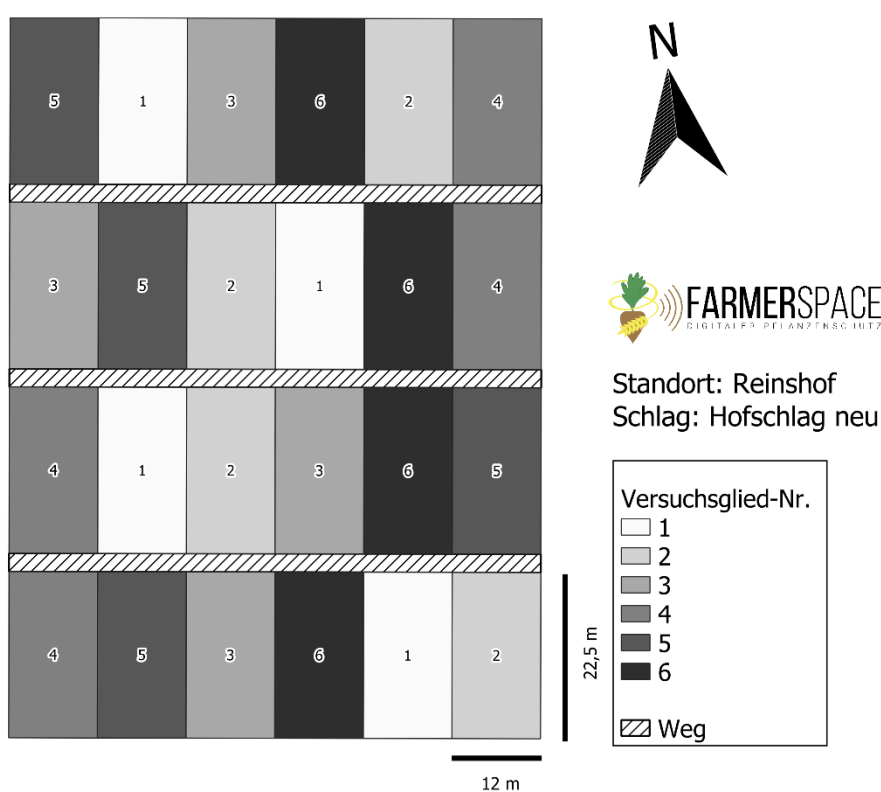 N
5 1 3 6 2 4
3 5 2 1 6 4
4 1 2 3 6 5
4 5 3 6 1 2
22,5 m
12 m
FARMERSPACE
DIGITALER PFLANZENSCHUTZ
Standort: Reinshof
Schlag: Hofschlag neu
Versuchsglied-Nr.
1
2
3
4
5
6
Weg